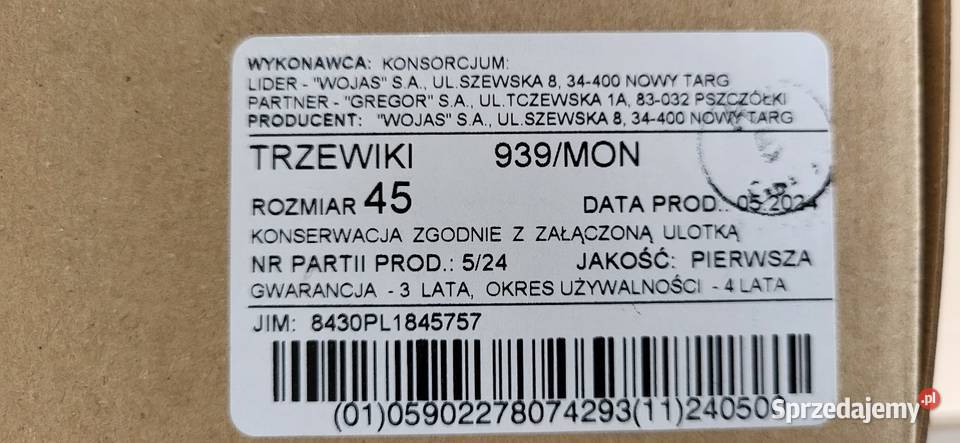 WYKONAWCA: KONSORCJUM:
LIDER - "WOJAS" S.A., UL.SZEWSKA 8, 34-400 NOWY TARG
PARTNER - "GREGOR" S.A., UL.TCZEWSKA 1A, 83-032 PSZCZÓŁKI
PRODUCENT: "WOJAS" S.A., UL.SZEWSKA 8, 34-400 NOWY TARG
TRZEWIKI 939/MON
ROZMIAR 45 DATA PROD.: 05.2024
KONSERWACJA ZGODNIE Z ZAŁĄCZONĄ ULOTKĄ
NR PARTII PROD.: 5/24 JAKOŚĆ: PIERWSZA
GWARANCJA - 3 LATA, OKRES UŻYWALNOŚCI - 4 LATA
JIM: 8430PL1845757
(01)05902278074293(11)24050
Sprzedajemy.pl